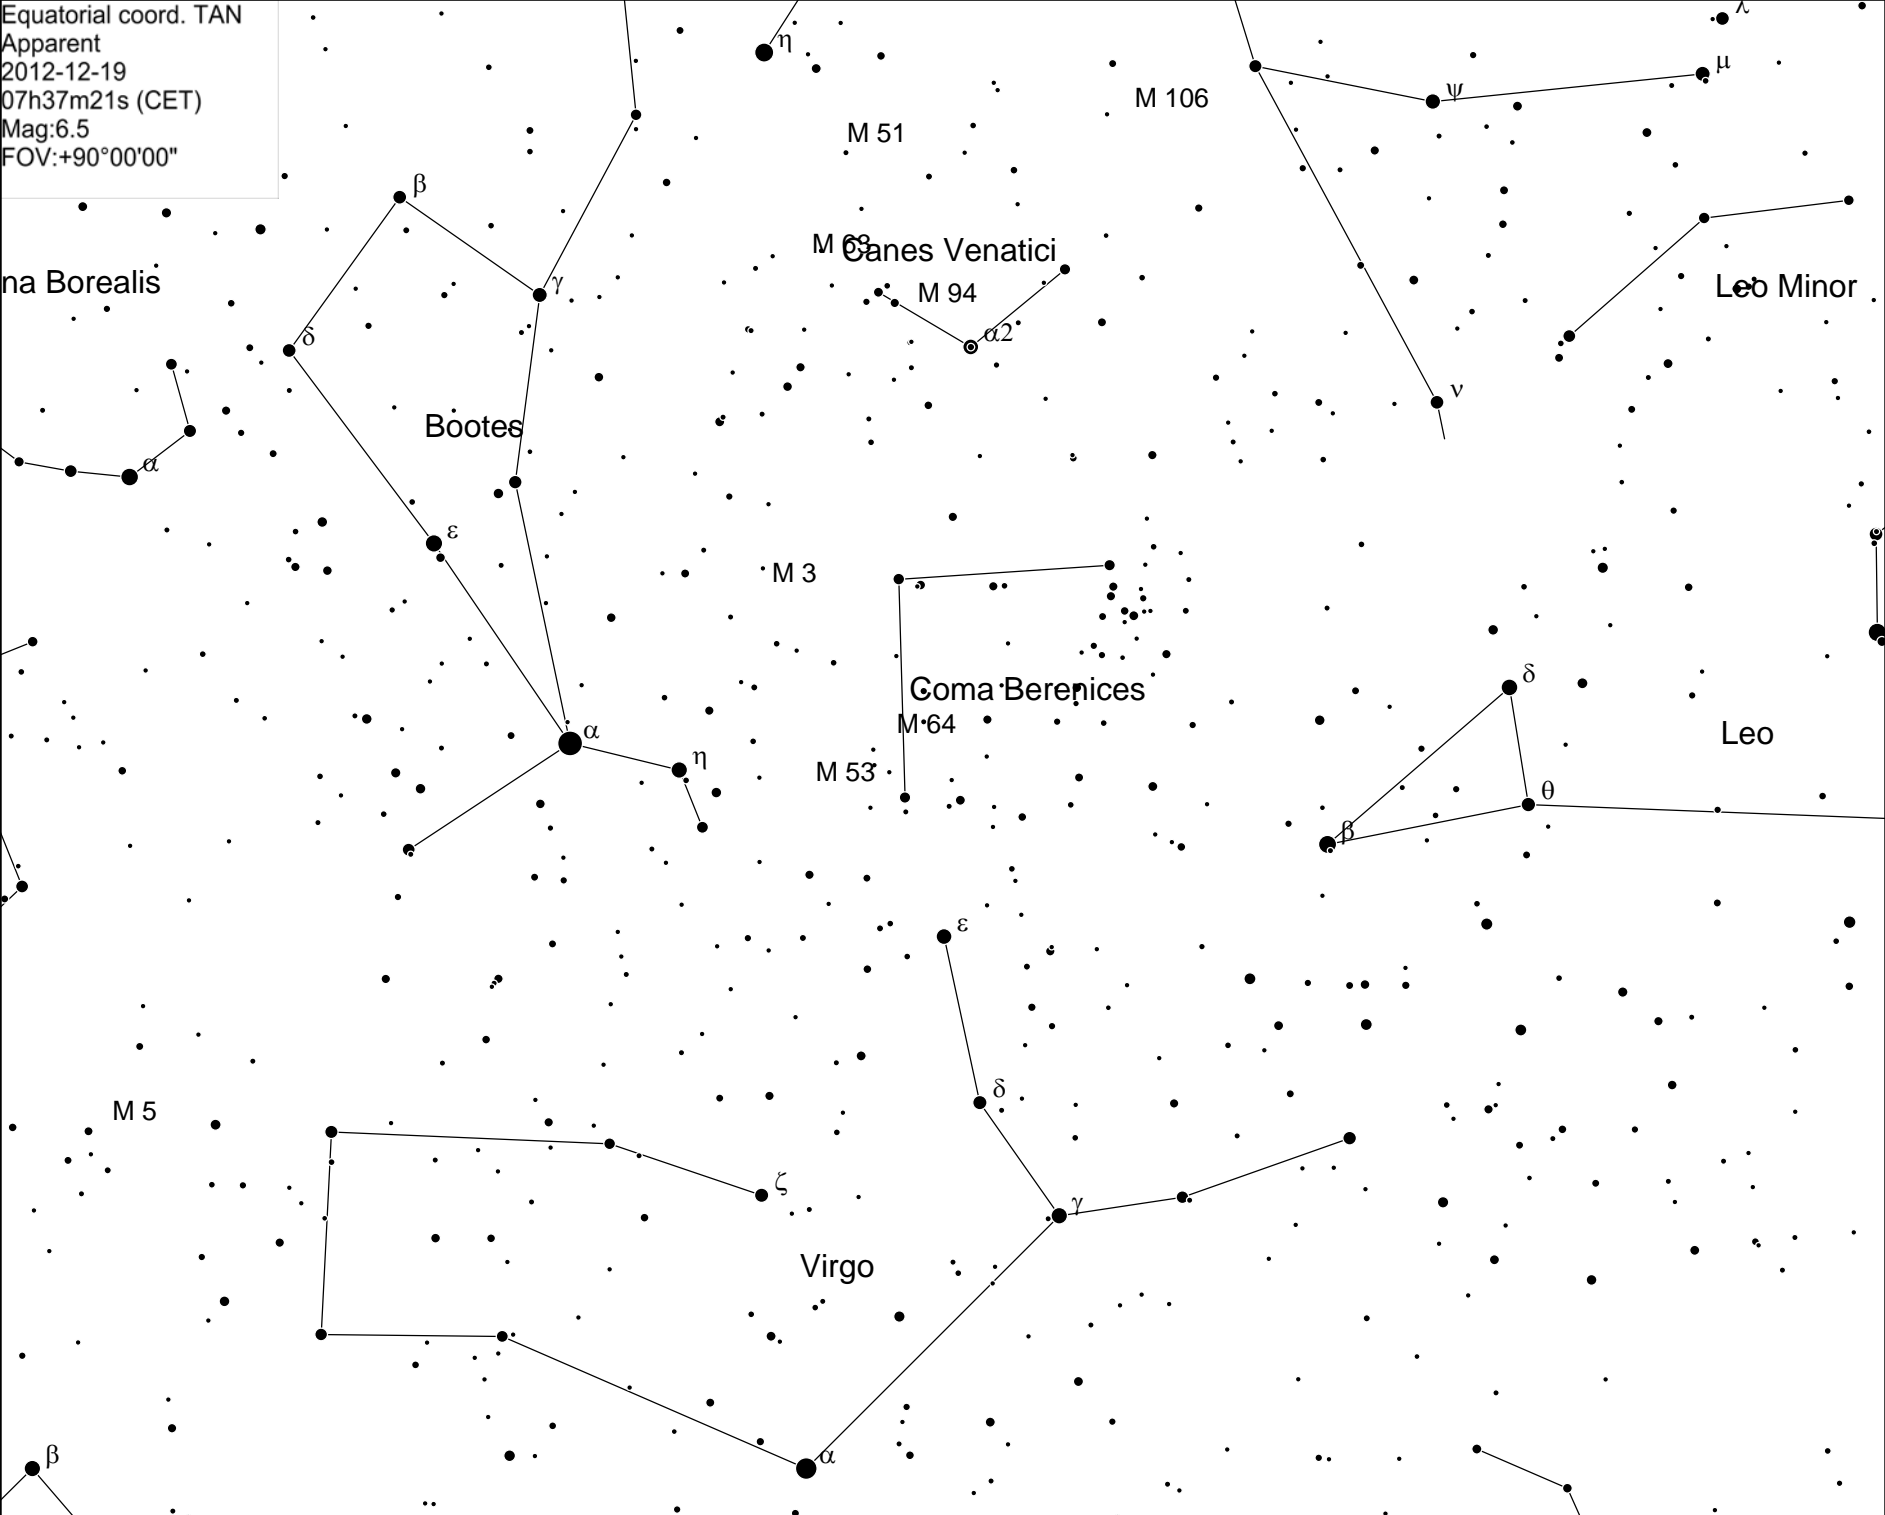 Equatorial coord. TAN
Apparent
2012-12-19
07h37m21s (CET)
Mag:6.5
FOV:+90°00'00"
λ
η
μ
ψ
M 106
M 51
β
M 63
Canes Venatici
γ
na Borealis
M 94
Leo Minor
δ
α2
ν
Bootes
α
ε
M 3
δ
Coma Berenices
M 64
α
Leo
η
M 53
θ
β
ε
δ
M 5
ζ
γ
Virgo
β
α